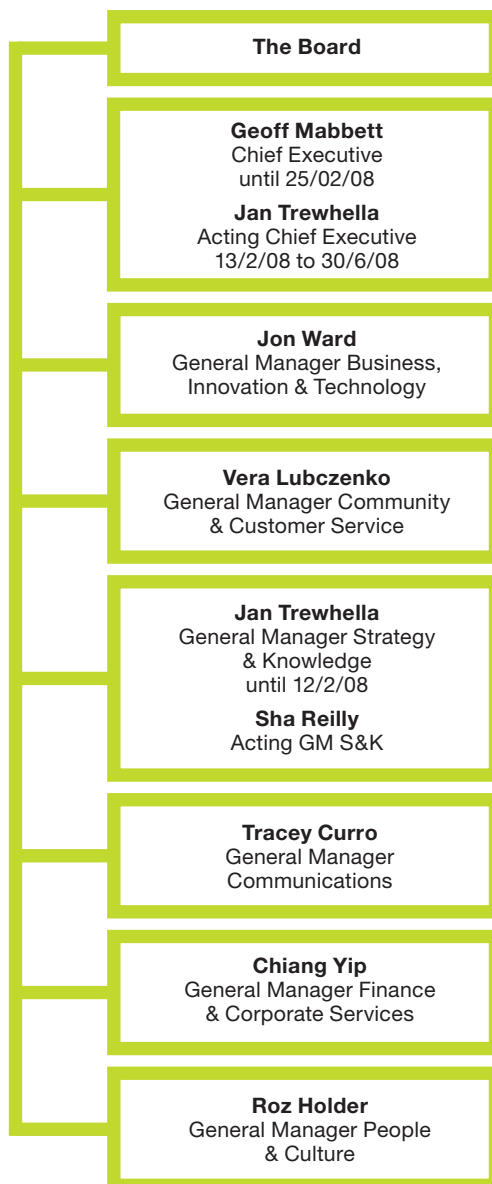 The Board
Geoff Mabbett
Chief Executive
until 25/02/08
Jan Trewhella
Acting Chief Executive
13/2/08 to 30/6/08
Jon Ward
General Manager Business,
Innovation & Technology
Vera Lubczenko
General Manager Community
& Customer Service
Jan Trewhella
General Manager Strategy
& Knowledge
until 12/2/08
Sha Reilly
Acting GM S&K
Tracey Curro
General Manager
Communications
Chiang Yip
General Manager Finance
& Corporate Services
Roz Holder
General Manager People
& Culture